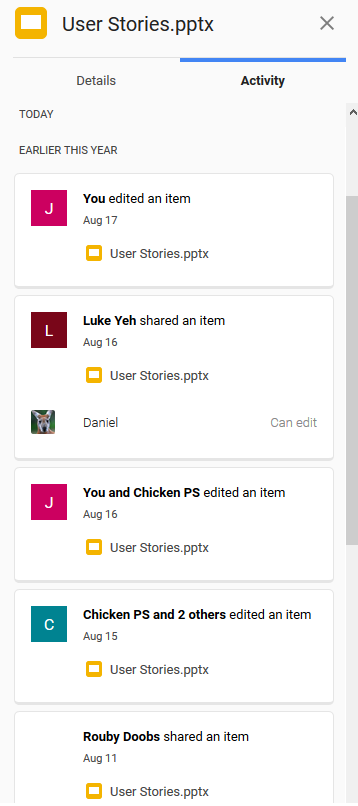 User Stories.pptx
Details Activity
TODAY
EARLIER THIS YEAR
J You edited an item
Aug 17
User Stories.pptx
L Luke Yeh shared an item
Aug 16
User Stories.pptx
Daniel Can edit
J You and Chicken PS edited an item
Aug 16
User Stories.pptx
C Chicken PS and 2 others edited an item
Aug 15
User Stories.pptx
Rouby Doobs shared an item
Aug 11
User Stories.pptx